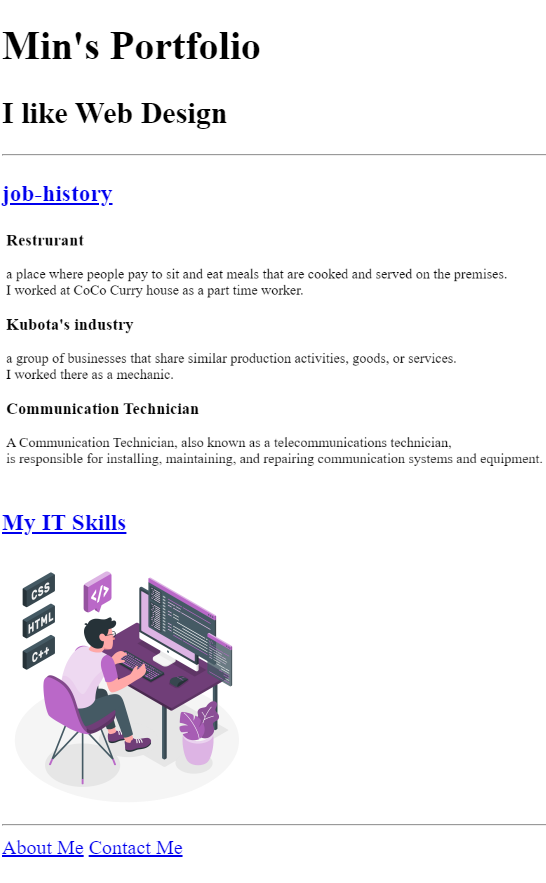 Min's Portfolio
I like Web Design
job-history
Restrurant
a place where people pay to sit and eat meals that are cooked and served on the premises.
I worked at CoCo Curry house as a part time worker.
Kubota's industry
a group of businesses that share similar production activities, goods, or services.
I worked there as a mechanic.
Communication Technician
A Communication Technician, also known as a telecommunications technician,
is responsible for installing, maintaining, and repairing communication systems and equipment.
My IT Skills
CSS
</>
HTML
C++
About Me Contact Me